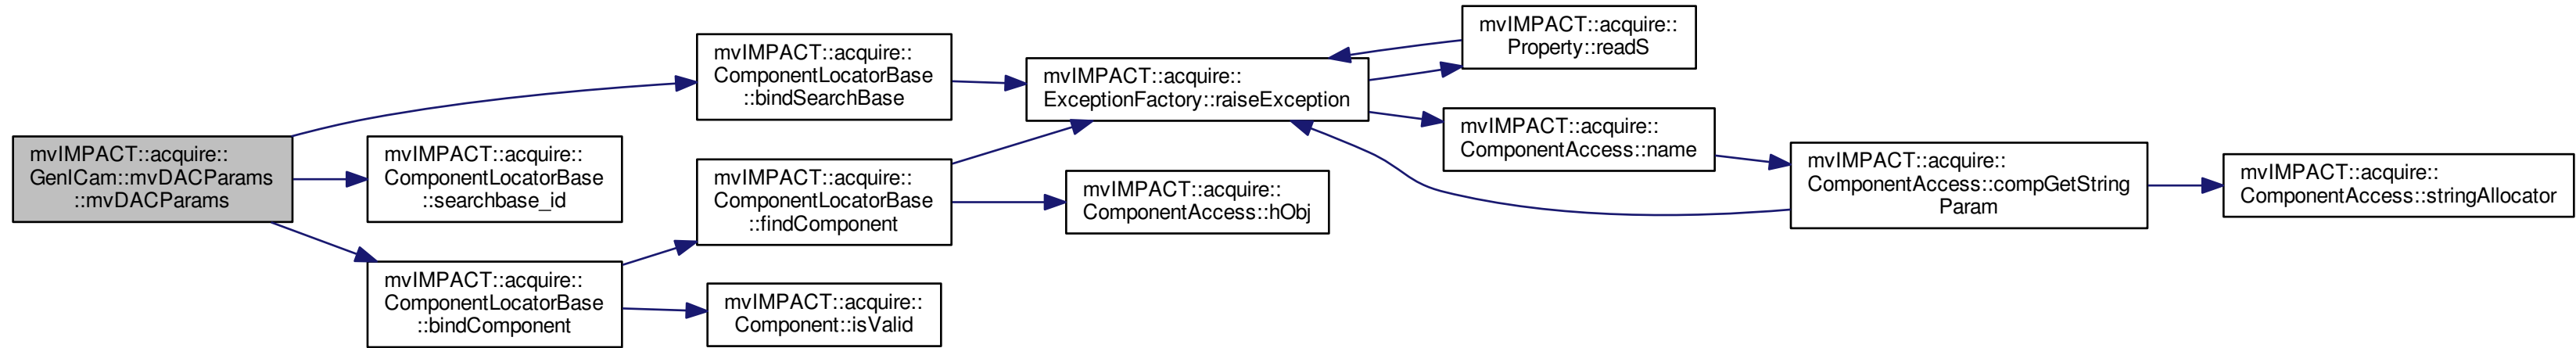 mvIMPACT::acquire::
GenICam::mvDACParams
::mvDACParams
mvIMPACT::acquire::
ComponentLocatorBase
::bindSearchBase
mvIMPACT::acquire::
ComponentLocatorBase
::searchbase_id
mvIMPACT::acquire::
ComponentLocatorBase
::bindComponent
mvIMPACT::acquire::
ComponentLocatorBase
::findComponent
mvIMPACT::acquire::
Component::isValid
mvIMPACT::acquire::
ExceptionFactory::raiseException
mvIMPACT::acquire::
ComponentAccess::hObj
mvIMPACT::acquire::
Property::readS
mvIMPACT::acquire::
ComponentAccess::name
mvIMPACT::acquire::
ComponentAccess::compGetString
Param
mvIMPACT::acquire::
ComponentAccess::stringAllocator